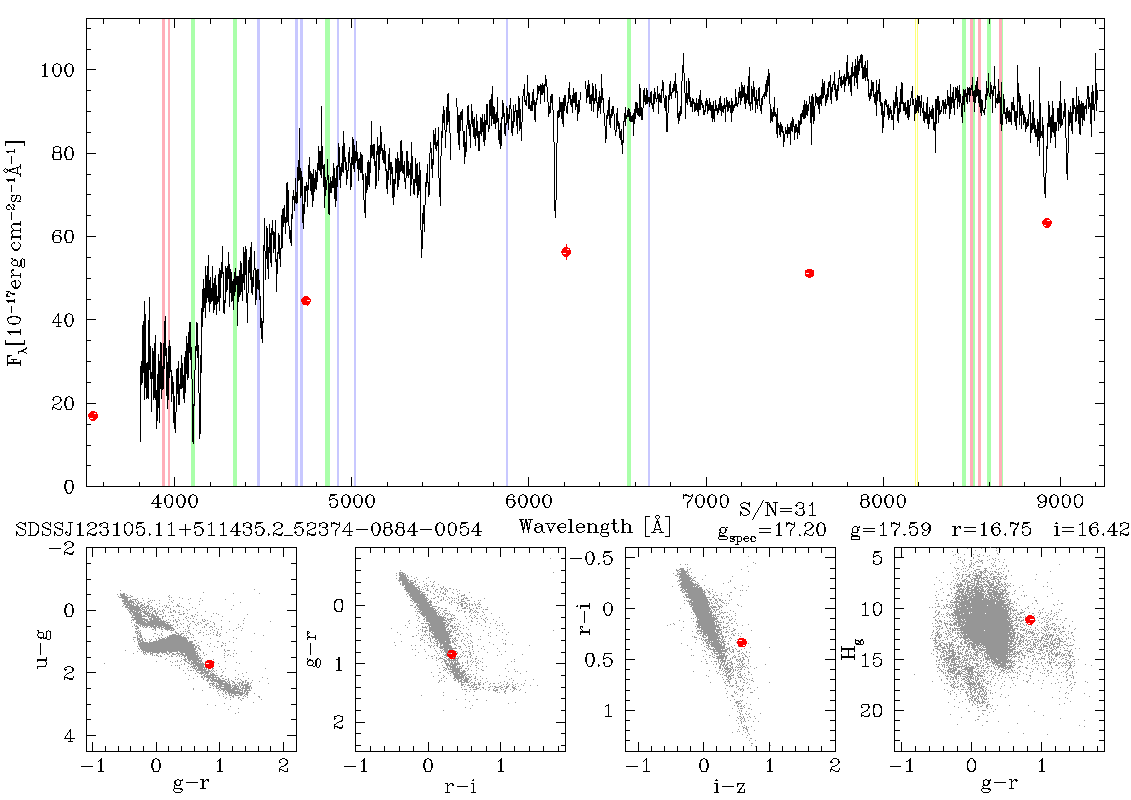 100
80
60
40
20
0
F_λ[10⁻¹⁷erg cm⁻²s⁻¹Å⁻¹]
4000 5000 6000 7000 8000 9000
S/N=31
SDSSJ123105.11+511435.2_52374-0884-0054 Wavelength [Å] g_spec=17.20 g=17.59 r=16.75 i=16.42
−2
0
2
4
u−g
−1 0 1 2
g−r
0
1
2
g−r
−1 0 1 2
r−i
−0.5
0
0.5
1
r−i
−1 0 1 2
i−z
5
10
15
20
H_g
−1 0 1
g−r